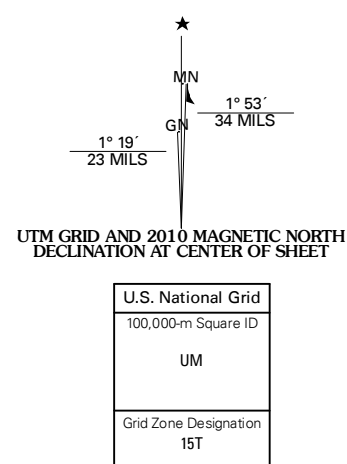 ★
MN
1° 53´
34 MILS
GN
1° 19´
23 MILS
UTM GRID AND 2010 MAGNETIC NORTH
DECLINATION AT CENTER OF SHEET
U.S. National Grid
100,000-m Square ID
UM
Grid Zone Designation
15T